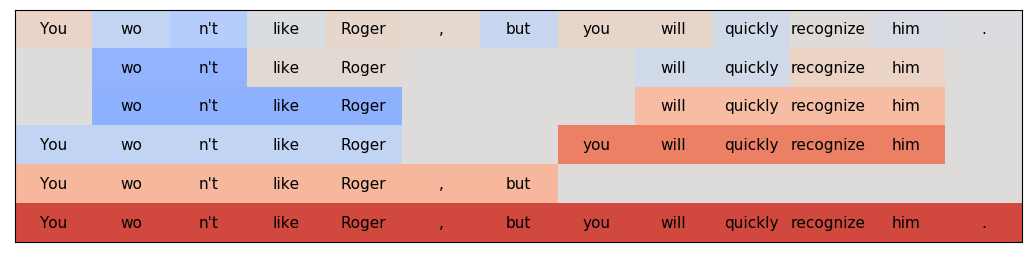 You wo n't like Roger , but you will quickly recognize him .
wo n't like Roger will quickly recognize him
wo n't like Roger will quickly recognize him
You wo n't like Roger you will quickly recognize him
You wo n't like Roger , but
You wo n't like Roger , but you will quickly recognize him .